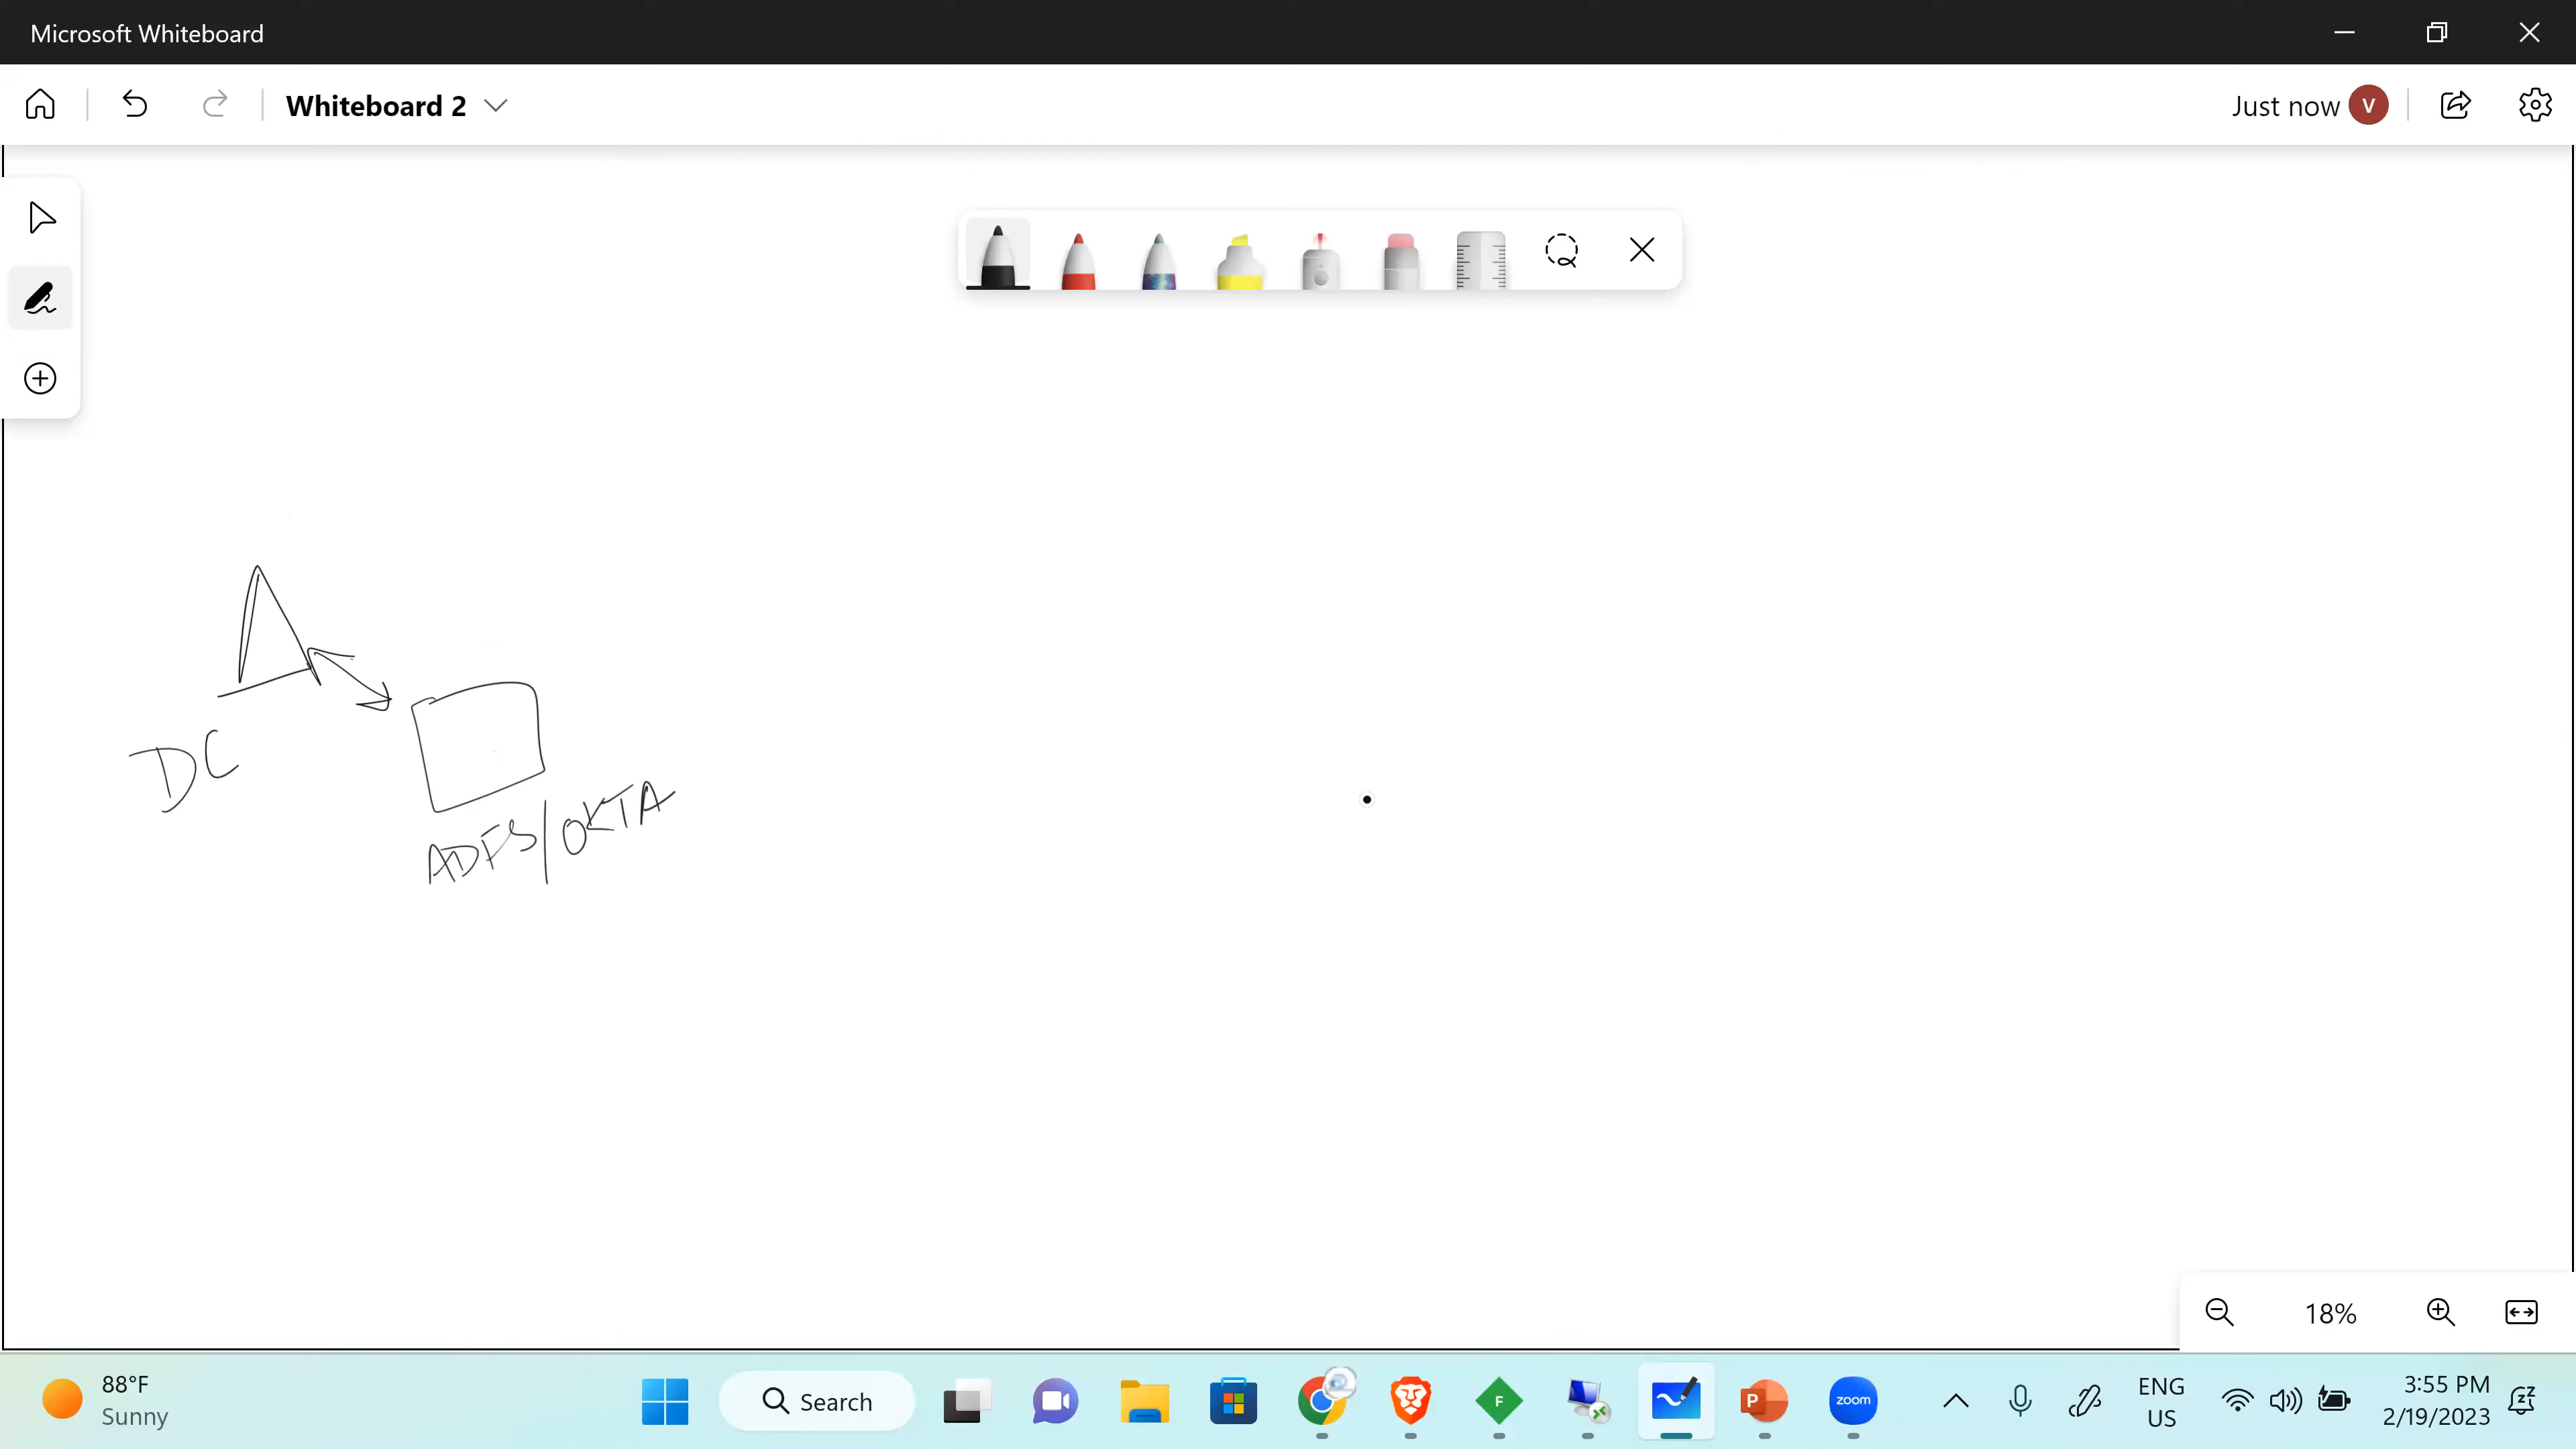 Microsoft Whiteboard
Whiteboard 2
Just now V
DC
ADFS/OKTA
18%
88°F
Sunny
Search
F
P
zoom
ENG
US
3:55 PM
2/19/2023